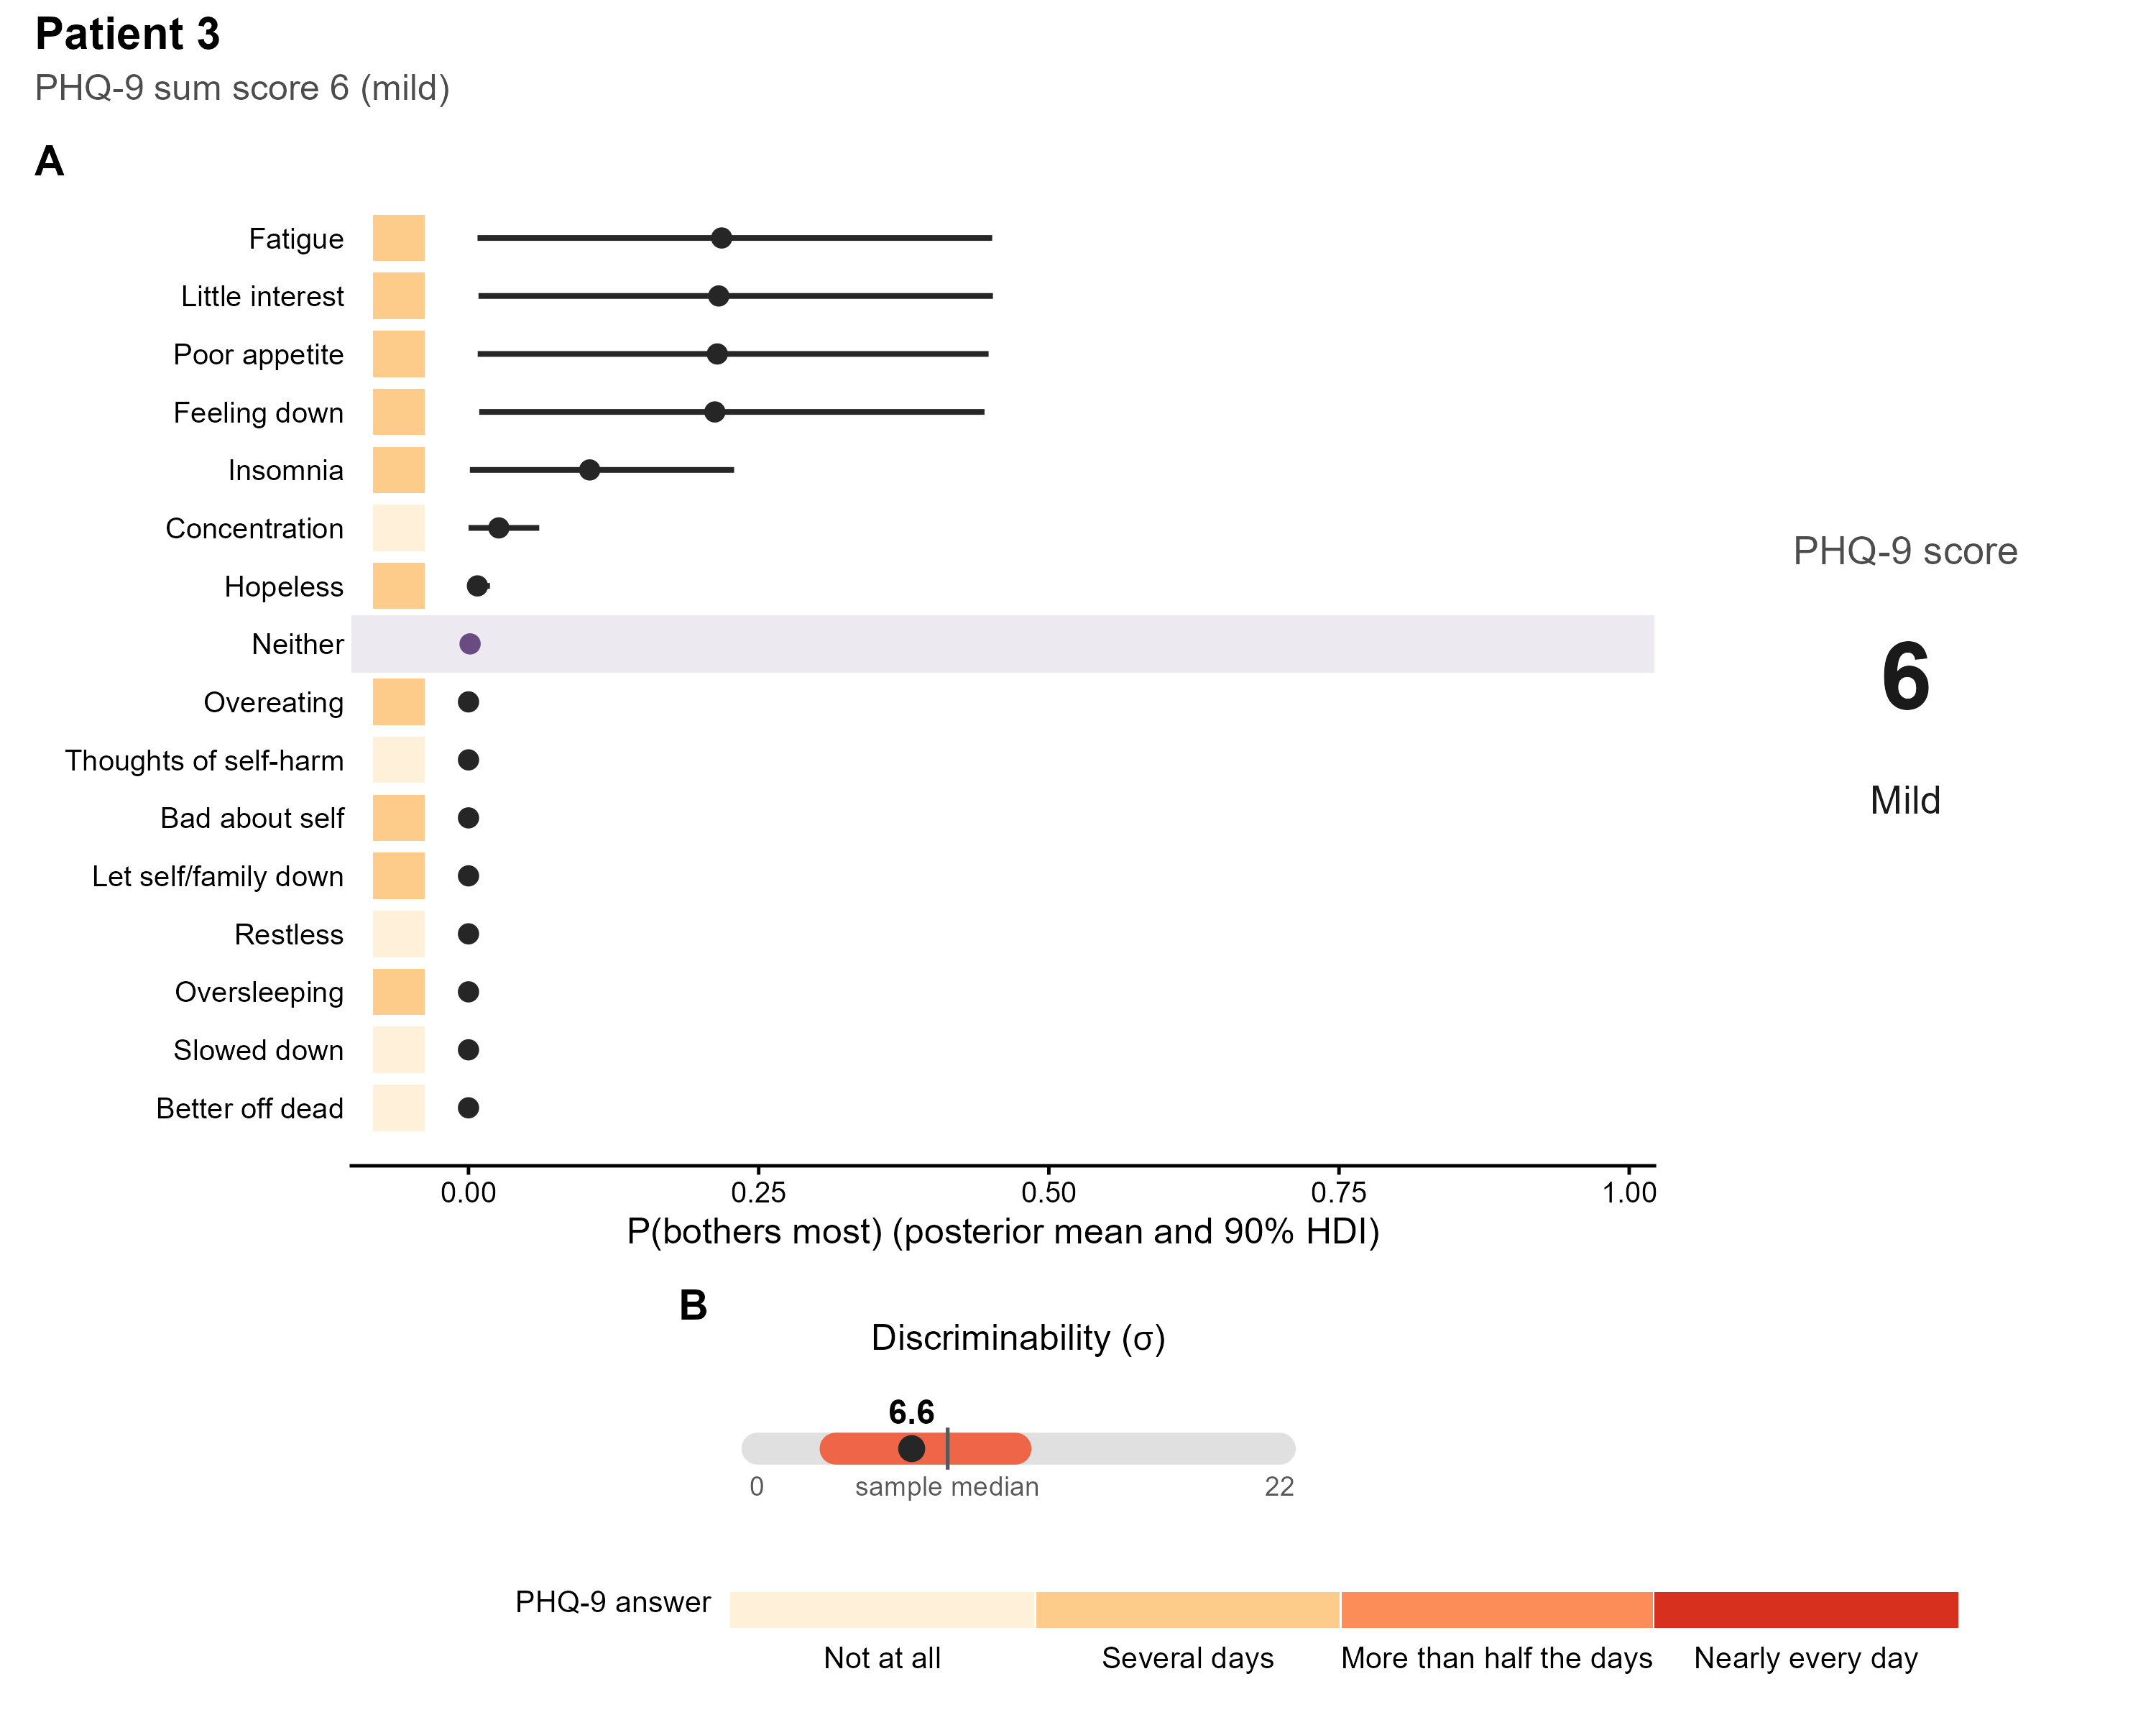 Patient 3
PHQ-9 sum score 6 (mild)
A
Fatigue
Little interest
Poor appetite
Feeling down
Insomnia
Concentration
Hopeless
Neither
Overeating
Thoughts of self-harm
Bad about self
Let self/family down
Restless
Oversleeping
Slowed down
Better off dead
0.00 0.25 0.50 0.75 1.00
P(bothers most) (posterior mean and 90% HDI)
PHQ-9 score
6
Mild
B
Discriminability (σ)
6.6
0 sample median 22
PHQ-9 answer
Not at all Several days More than half the days Nearly every day